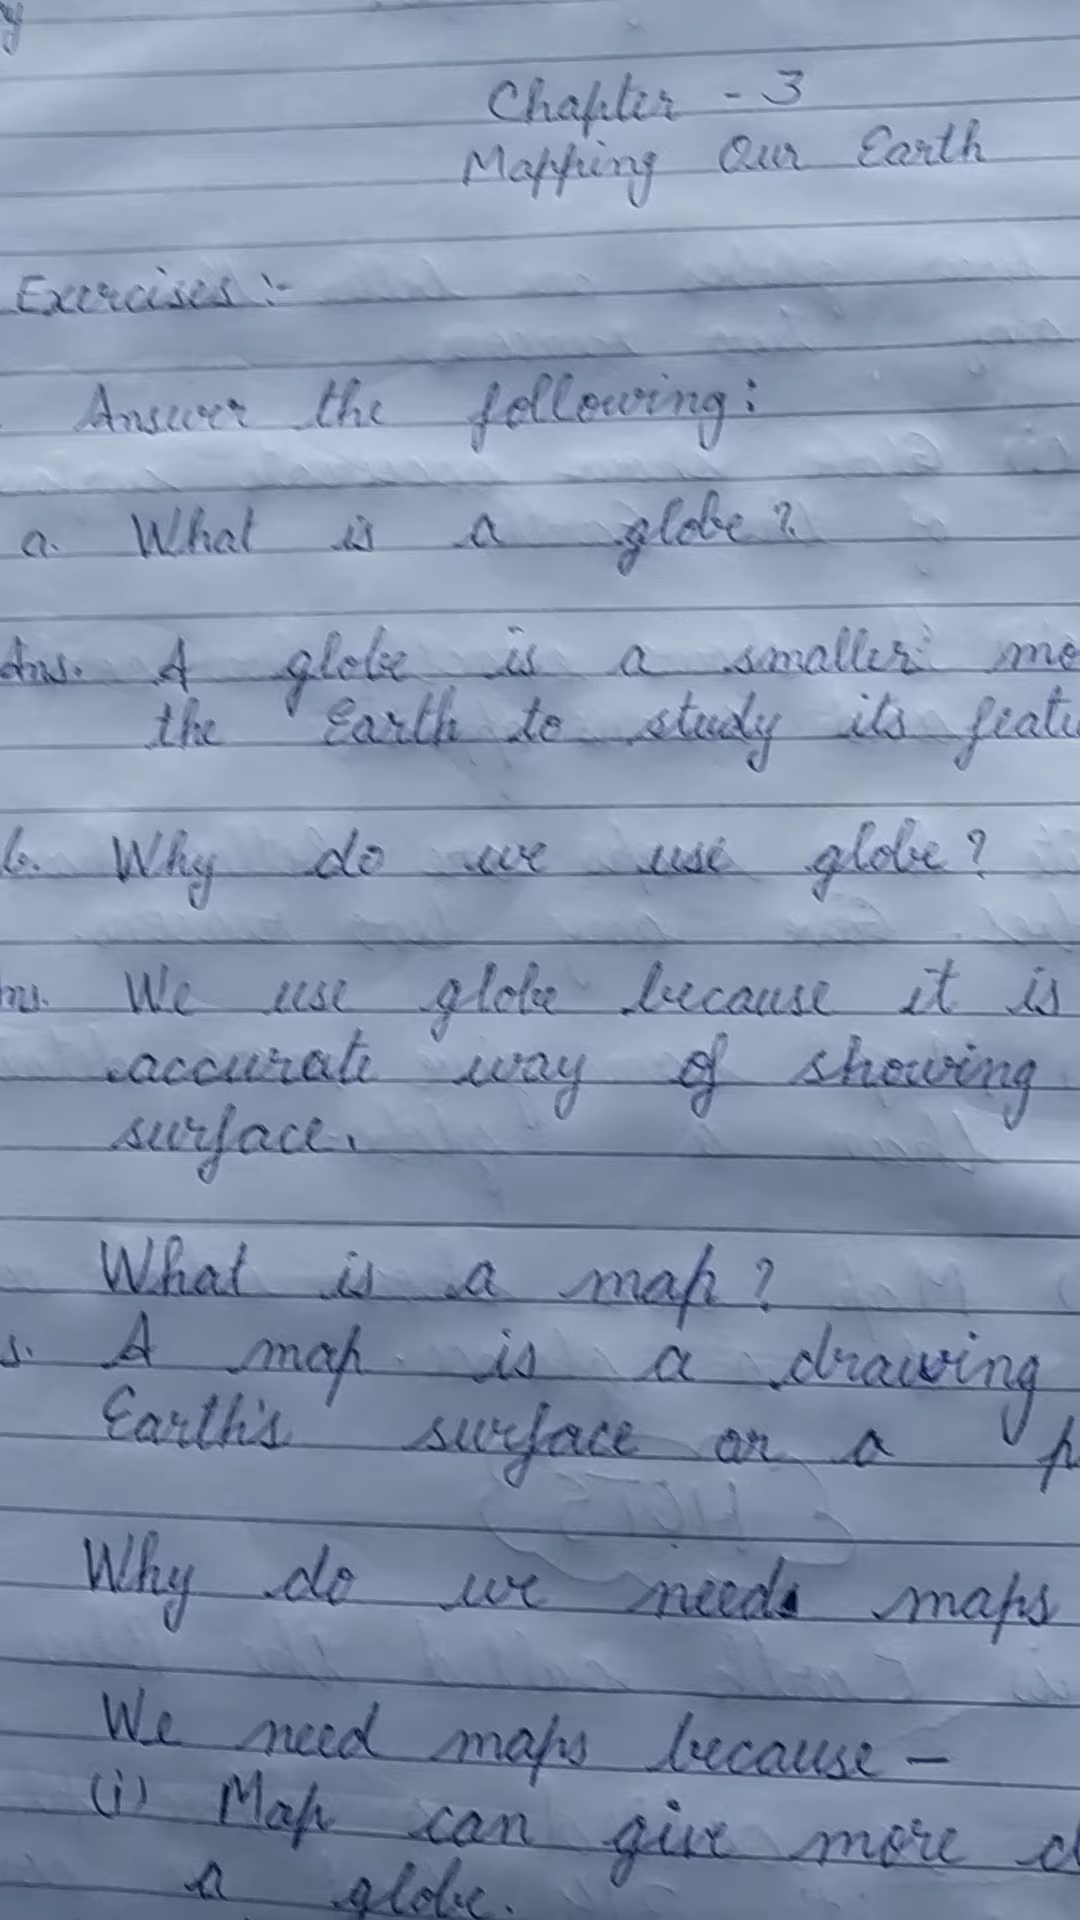 Chapter - 3
Mapping Our Earth
Exercises :-
Answer the following :
a. What is a globe ?
Ans. A globe is a smaller
the Earth to study its
b. Why do we use globe ?
We use globe because it is
accurate way of showing
surface.
What is a map ?
A map is a drawing
Earth's surface or a
Why do we needs maps
We need maps because -
(i) Map can give more
a globe.